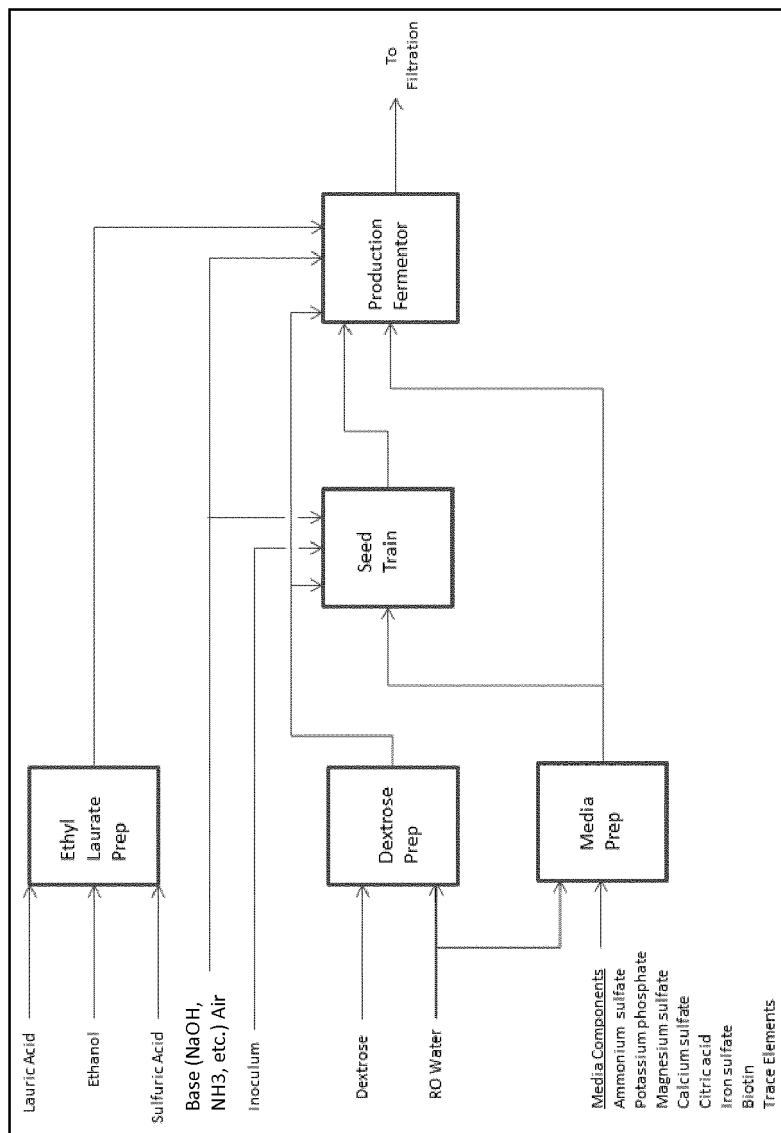 Lauric Acid
Ethanol
Sulfuric Acid
Base (NaOH,
NH3, etc.) Air
Inoculum
Dextrose
RO Water
Media Components
Ammonium sulfate
Potassium phosphate
Magnesium sulfate
Calcium sulfate
Citric acid
Iron sulfate
Biotin
Trace Elements
Ethyl
Laurate
Prep
Dextrose
Prep
Media
Prep
Seed
Train
Production
Fermentor
To
Filtration